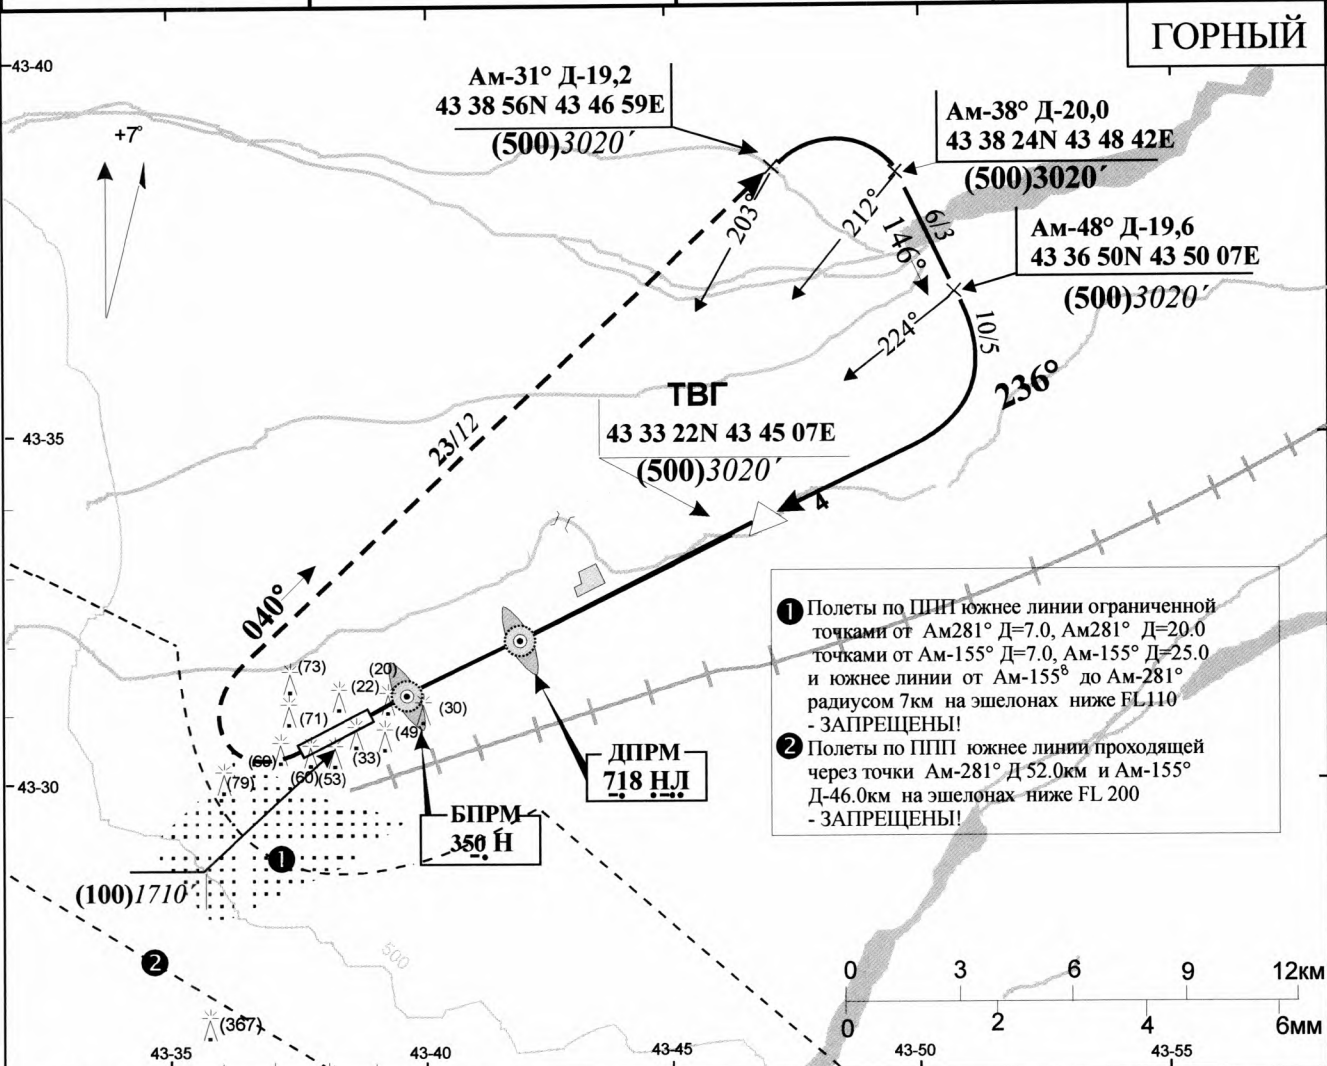 ГОРНЫЙ
43-40
+7°
Ам-31° Д-19,2
43 38 56N 43 46 59E
(500)3020′
Ам-38° Д-20,0
43 38 24N 43 48 42E
(500)3020′
Ам-48° Д-19,6
43 36 50N 43 50 07E
(500)3020′
203°
212°
146°
6/3
224°
10/5
236°
ТВГ
43 33 22N 43 45 07E
(500)3020′
4
43-35
23/12
040°
(73)
(20)
(22)
(30)
(71)
(49)
(33)
(69)
(60)
(53)
(79)
43-30
ДПРМ
718 НЛ
БПРМ
350 Н
1
(100)1710
2
500
(367)
1 Полеты по ППП южнее линии ограниченной
точками от Ам281° Д=7.0, Ам281° Д=20.0
точками от Ам-155° Д=7.0, Ам-155° Д=25.0
и южнее линии от Ам-155° до Ам-281°
радиусом 7км на эшелонах ниже FL110
- ЗАПРЕЩЕНЫ!
2 Полеты по ППП южнее линии проходящей
через точки Ам-281° Д 52.0км и Ам-155°
Д-46.0км на эшелонах ниже FL 200
- ЗАПРЕЩЕНЫ!
0 3 6 9 12км
0 2 4 6мм
43-35 43-40 43-45 43-50 43-55